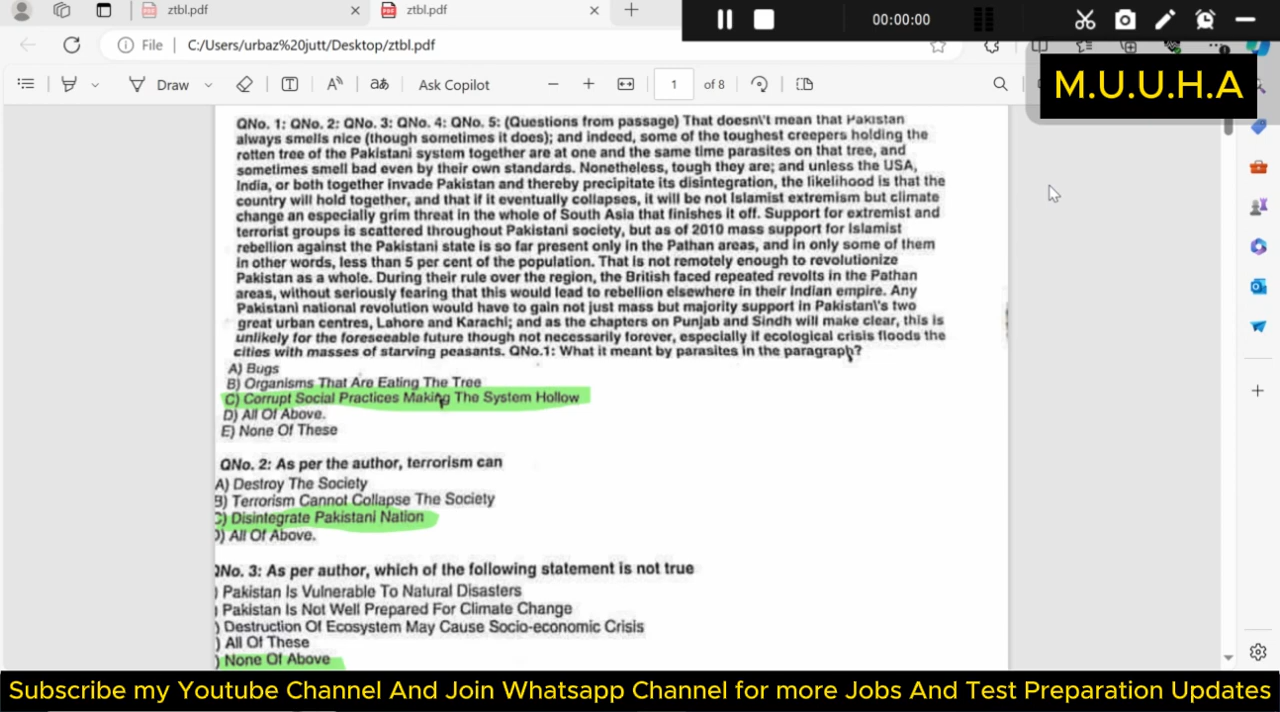 ztbl.pdf
ztbl.pdf
00:00:00
File C:/Users/urbaz%20jutt/Desktop/ztbl.pdf
Draw
Ask Copilot
1 of 8
M.U.U.H.A
QNo. 1: QNo. 2: QNo. 3: QNo. 4: QNo. 5: (Questions from passage) That doesn\'t mean that Pakistan
always smells nice (though sometimes it does); and indeed, some of the toughest creepers holding the
rotten tree of the Pakistani system together are at one and the same time parasites on that tree, and
sometimes smell bad even by their own standards. Nonetheless, tough they are; and unless the USA,
India, or both together invade Pakistan and thereby precipitate its disintegration, the likelihood is that the
country will hold together, and that if it eventually collapses, it will be not Islamist extremism but climate
change an especially grim threat in the whole of South Asia that finishes it off. Support for extremist and
terrorist groups is scattered throughout Pakistani society, but as of 2010 mass support for Islamist
rebellion against the Pakistani state is so far present only in the Pathan areas, and in only some of them
in other words, less than 5 per cent of the population. That is not remotely enough to revolutionize
Pakistan as a whole. During their rule over the region, the British faced repeated revolts in the Pathan
areas, without seriously fearing that this would lead to rebellion elsewhere in their Indian empire. Any
Pakistani national revolution would have to gain not just mass but majority support in Pakistan\'s two
great urban centres, Lahore and Karachi; and as the chapters on Punjab and Sindh will make clear, this is
unlikely for the foreseeable future though not necessarily forever, especially if ecological crisis floods the
cities with masses of starving peasants. QNo.1: What it meant by parasites in the paragraph?
A) Bugs
B) Organisms That Are Eating The Tree
C) Corrupt Social Practices Making The System Hollow
D) All Of Above.
E) None Of These
QNo. 2: As per the author, terrorism can
A) Destroy The Society
B) Terrorism Cannot Collapse The Society
C) Disintegrate Pakistani Nation
) All Of Above.
QNo. 3: As per author, which of the following statement is not true
) Pakistan Is Vulnerable To Natural Disasters
) Pakistan Is Not Well Prepared For Climate Change
) Destruction Of Ecosystem May Cause Socio-economic Crisis
) All Of These
) None Of Above
Subscribe my Youtube Channel And Join Whatsapp Channel for more Jobs And Test Preparation Updates